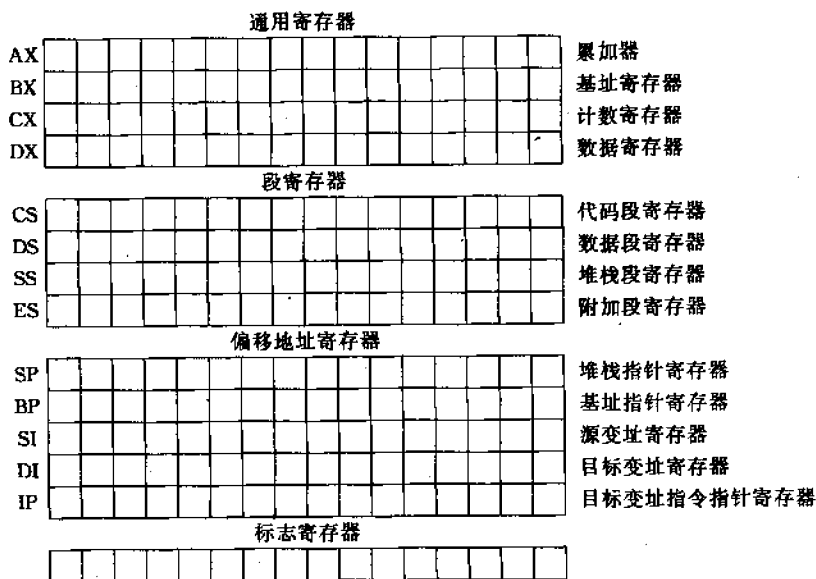 通用寄存器
AX 累加器
BX 基址寄存器
CX 计数寄存器
DX 数据寄存器
段寄存器
CS 代码段寄存器
DS 数据段寄存器
SS 堆栈段寄存器
ES 附加段寄存器
偏移地址寄存器
SP 堆栈指针寄存器
BP 基址指针寄存器
SI 源变址寄存器
DI 目标变址寄存器
IP 目标变址指令指针寄存器
标志寄存器